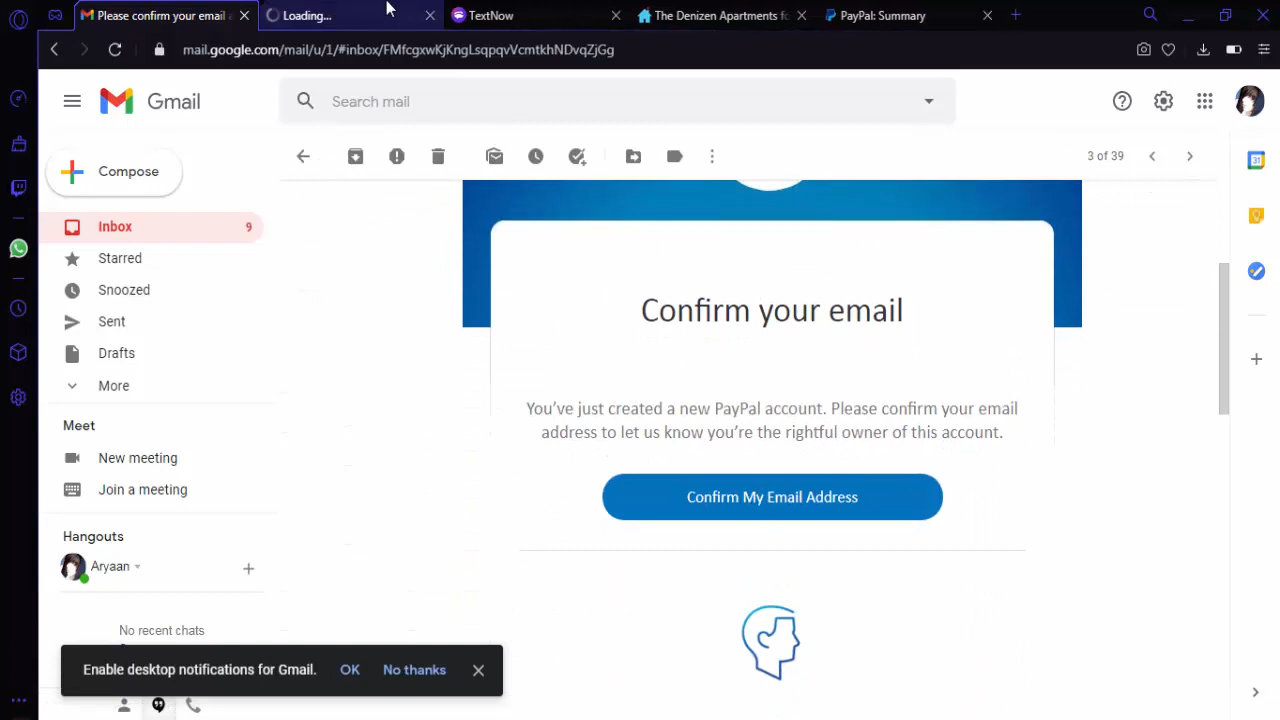 Please confirm your email a
Loading...
TextNow
The Denizen Apartments fo
PayPal: Summary
mail.google.com/mail/u/1/#inbox/FMfcgxwKjKngLsqpqvVcmtkhNDvqZjGg
Gmail
Search mail
Compose
3 of 39
Inbox
9
Starred
Snoozed
Sent
Drafts
More
Meet
New meeting
Join a meeting
Hangouts
Aryaan
No recent chats
Confirm your email
You've just created a new PayPal account. Please confirm your email
address to let us know you're the rightful owner of this account.
Confirm My Email Address
Enable desktop notifications for Gmail.
OK
No thanks
31